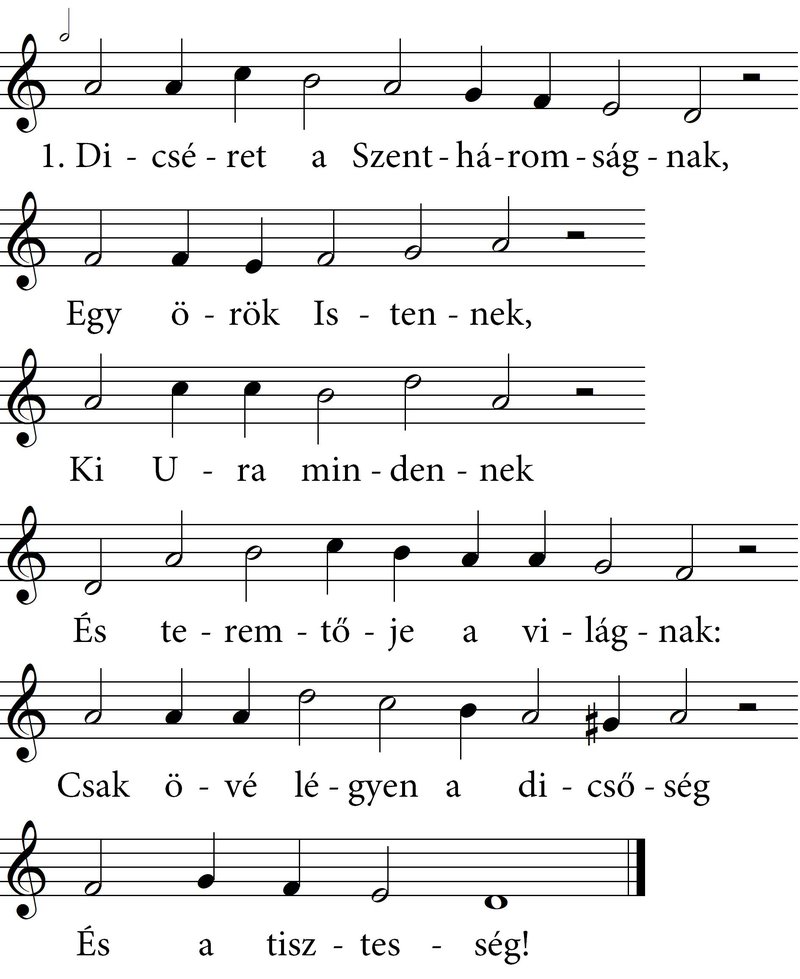 1. Di - csé - ret a Szent - há - rom - ság - nak,
Egy ö - rök Is - ten - nek,
Ki U - ra min - den - nek
És te - rem - tő - je a vi - lág - nak:
Csak ö - vé lé - gyen a di - cső - ség
És a tisz - tes - ség!